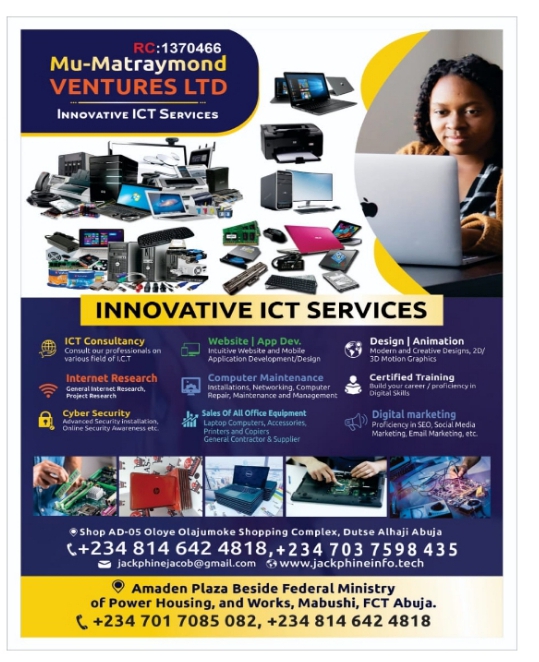 RC:1370466
Mu-Matraymond
VENTURES LTD
INNOVATIVE ICT SERVICES
INNOVATIVE ICT SERVICES
ICT Consultancy
Consult our professionals on
various field of I.C.T
Website | App Dev.
Intuitive Website and Mobile
Application Development/Design
Design | Animation
Modern and Creative Designs, 2D/
3D Motion Graphics
Internet Research
General Internet Research,
Project Research
Computer Maintenance
Installations, Networking, Computer
Repair, Maintenance and Management
Certified Training
Build your career / proficiency in
Digital Skills
Cyber Security
Advanced Security Installation,
Online Security Awareness etc.
Sales Of All Office Equipment
Laptop Computers, Accessories,
Printers and Copiers
General Contractor & Supplier
Digital marketing
Proficiency in SEO, Social Media
Marketing, Email Marketing, etc.
Shop AD-05 Oloye Olajumoke Shopping Complex, Dutse Alhaji Abuja
+234 814 642 4818,+234 703 7598 435
jackphinejacob@gmail.com www.jackphineinfo.tech
Amaden Plaza Beside Federal Ministry
of Power Housing, and Works, Mabushi, FCT Abuja.
+234 701 7085 082, +234 814 642 4818